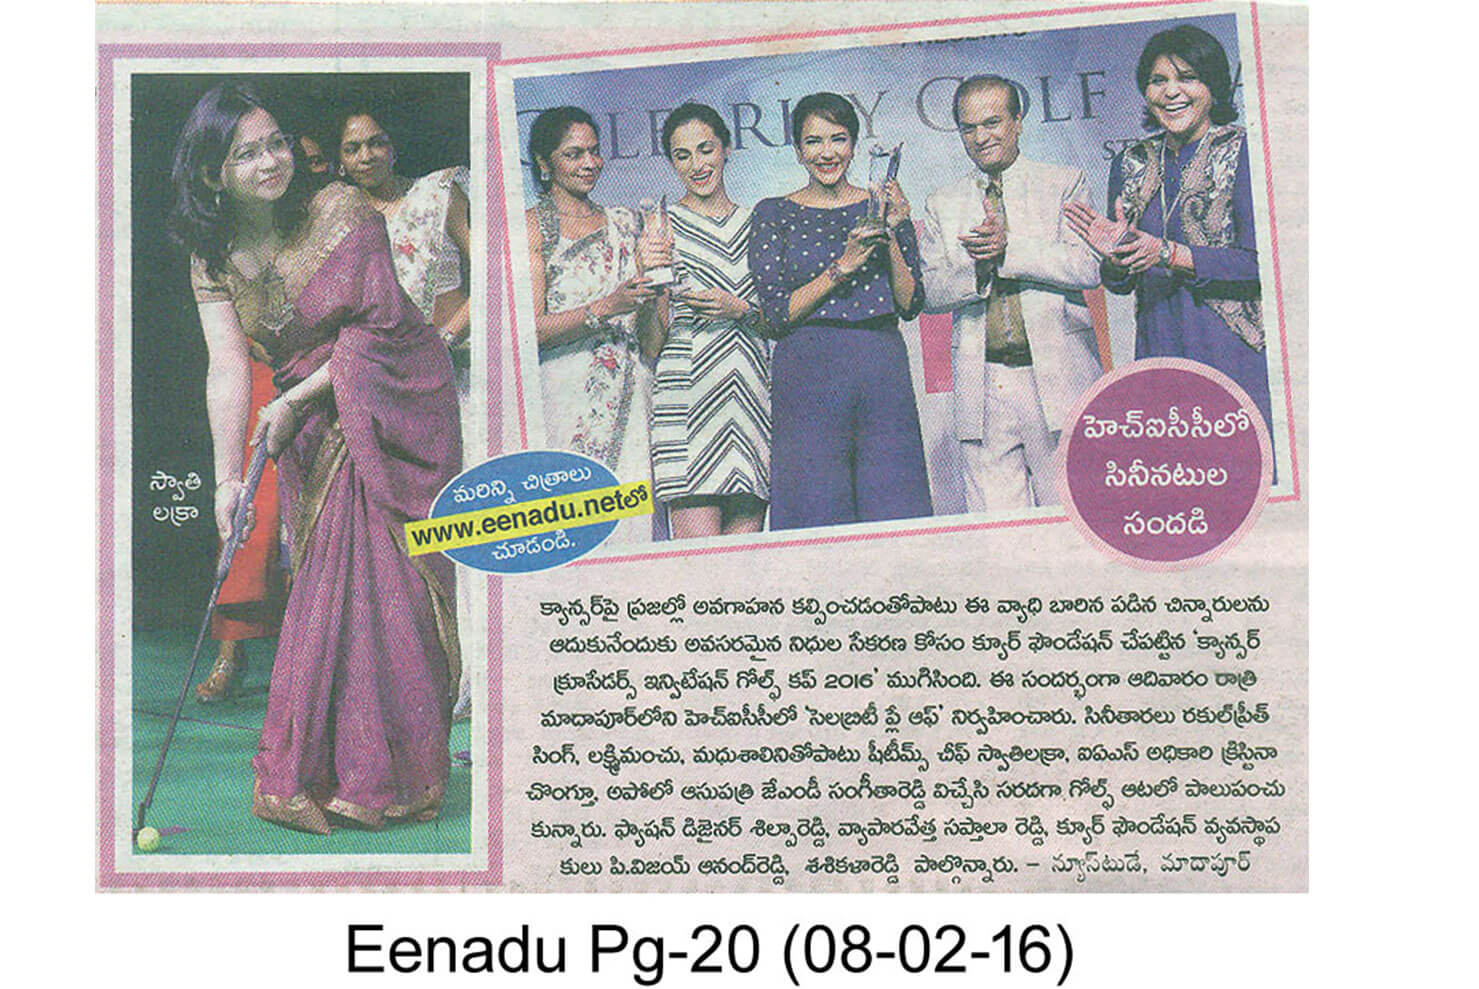 CELEBRITY GOLF
స్వాతి
లక్రా
మరిన్ని చిత్రాలు
www.eenadu.netలో
చూడండి.
హెచ్ఐసీసీలో
సినీనటుల
సందడి
క్యాన్సర్‌పై ప్రజల్లో అవగాహన కల్పించడంతోపాటు ఈ వ్యాధి బారిన పడిన చిన్నారులను
ఆదుకునేందుకు అవసరమైన నిధుల సేకరణ కోసం క్యూర్ ఫౌండేషన్ చేపట్టిన ‘క్యాన్సర్
క్రూసేడర్స్ ఇన్విటేషన్ గోల్ఫ్ కప్ 2016’ ముగిసింది. ఈ సందర్భంగా ఆదివారం రాత్రి
మాదాపూర్‌లోని హెచ్ఐసీసీలో ‘సెలబ్రిటీ ప్లే ఆఫ్’ నిర్వహించారు. సినీతారలు రకుల్‌ప్రీత్
సింగ్, లక్ష్మిమంచు, మధుశాలినితోపాటు షీటీమ్స్ చీఫ్ స్వాతిలక్రా, ఐఏఎస్ అధికారి క్రిస్టినా
చొంగ్తూ, అపోలో ఆసుపత్రి జేఎండీ సంగీతారెడ్డి విచ్చేసి సరదగా గోల్ఫ్ ఆటలో పాలుపంచు
కున్నారు. ఫ్యాషన్ డిజైనర్ శిల్పారెడ్డి, వ్యాపారవేత్త సప్తాలా రెడ్డి, క్యూర్ ఫౌండేషన్ వ్యవస్థాప
కులు పి.విజయ్ ఆనంద్‌రెడ్డి, శశికళారెడ్డి పాల్గొన్నారు. – న్యూస్‌టుడే, మాదాపూర్
Eenadu Pg-20 (08-02-16)